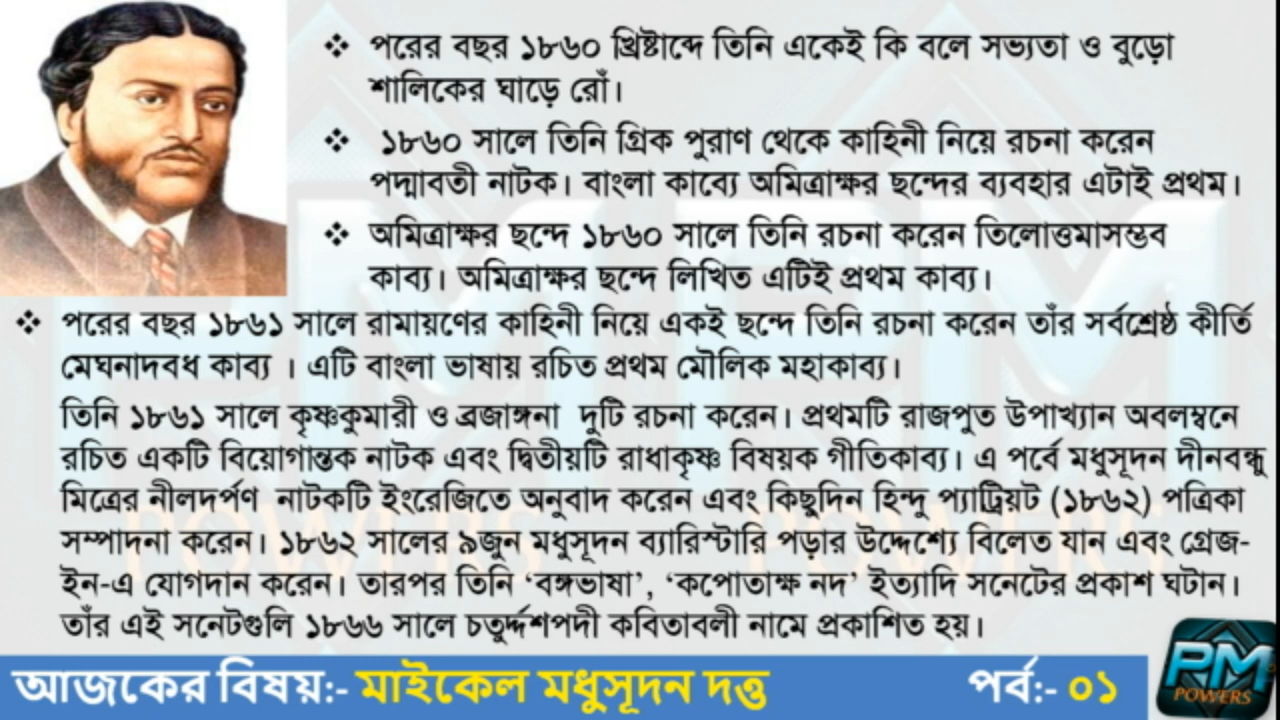 ❖ পরের বছর ১৮৬০ খ্রিষ্টাব্দে তিনি একেই কি বলে সভ্যতা ও বুড়ো
শালিকের ঘাড়ে রোঁ।
❖ ১৮৬০ সালে তিনি গ্রিক পুরাণ থেকে কাহিনী নিয়ে রচনা করেন
পদ্মাবতী নাটক। বাংলা কাব্যে অমিত্রাক্ষর ছন্দের ব্যবহার এটাই প্রথম।
❖ অমিত্রাক্ষর ছন্দে ১৮৬০ সালে তিনি রচনা করেন তিলোত্তমাসম্ভব
কাব্য। অমিত্রাক্ষর ছন্দে লিখিত এটিই প্রথম কাব্য।
❖ পরের বছর ১৮৬১ সালে রামায়ণের কাহিনী নিয়ে একই ছন্দে তিনি রচনা করেন তাঁর সর্বশ্রেষ্ঠ কীর্তি
মেঘনাদবধ কাব্য । এটি বাংলা ভাষায় রচিত প্রথম মৌলিক মহাকাব্য।
তিনি ১৮৬১ সালে কৃষ্ণকুমারী ও ব্রজাঙ্গনা দুটি রচনা করেন। প্রথমটি রাজপুত উপাখ্যান অবলম্বনে
রচিত একটি বিয়োগান্তক নাটক এবং দ্বিতীয়টি রাধাকৃষ্ণ বিষয়ক গীতিকাব্য। এ পর্বে মধুসূদন দীনবন্ধু
মিত্রের নীলদর্পণ নাটকটি ইংরেজিতে অনুবাদ করেন এবং কিছুদিন হিন্দু প্যাট্রিয়ট (১৮৬২) পত্রিকা
সম্পাদনা করেন। ১৮৬২ সালের ৯জুন মধুসূদন ব্যারিস্টারি পড়ার উদ্দেশ্যে বিলেত যান এবং গ্রেজ-
ইন-এ যোগদান করেন। তারপর তিনি ‘বঙ্গভাষা’, ‘কপোতাক্ষ নদ’ ইত্যাদি সনেটের প্রকাশ ঘটান।
তাঁর এই সনেটগুলি ১৮৬৬ সালে চতুর্দ্দশপদী কবিতাবলী নামে প্রকাশিত হয়।
আজকের বিষয়:- মাইকেল মধুসূদন দত্ত পর্ব:- ০১
PM
POWERS